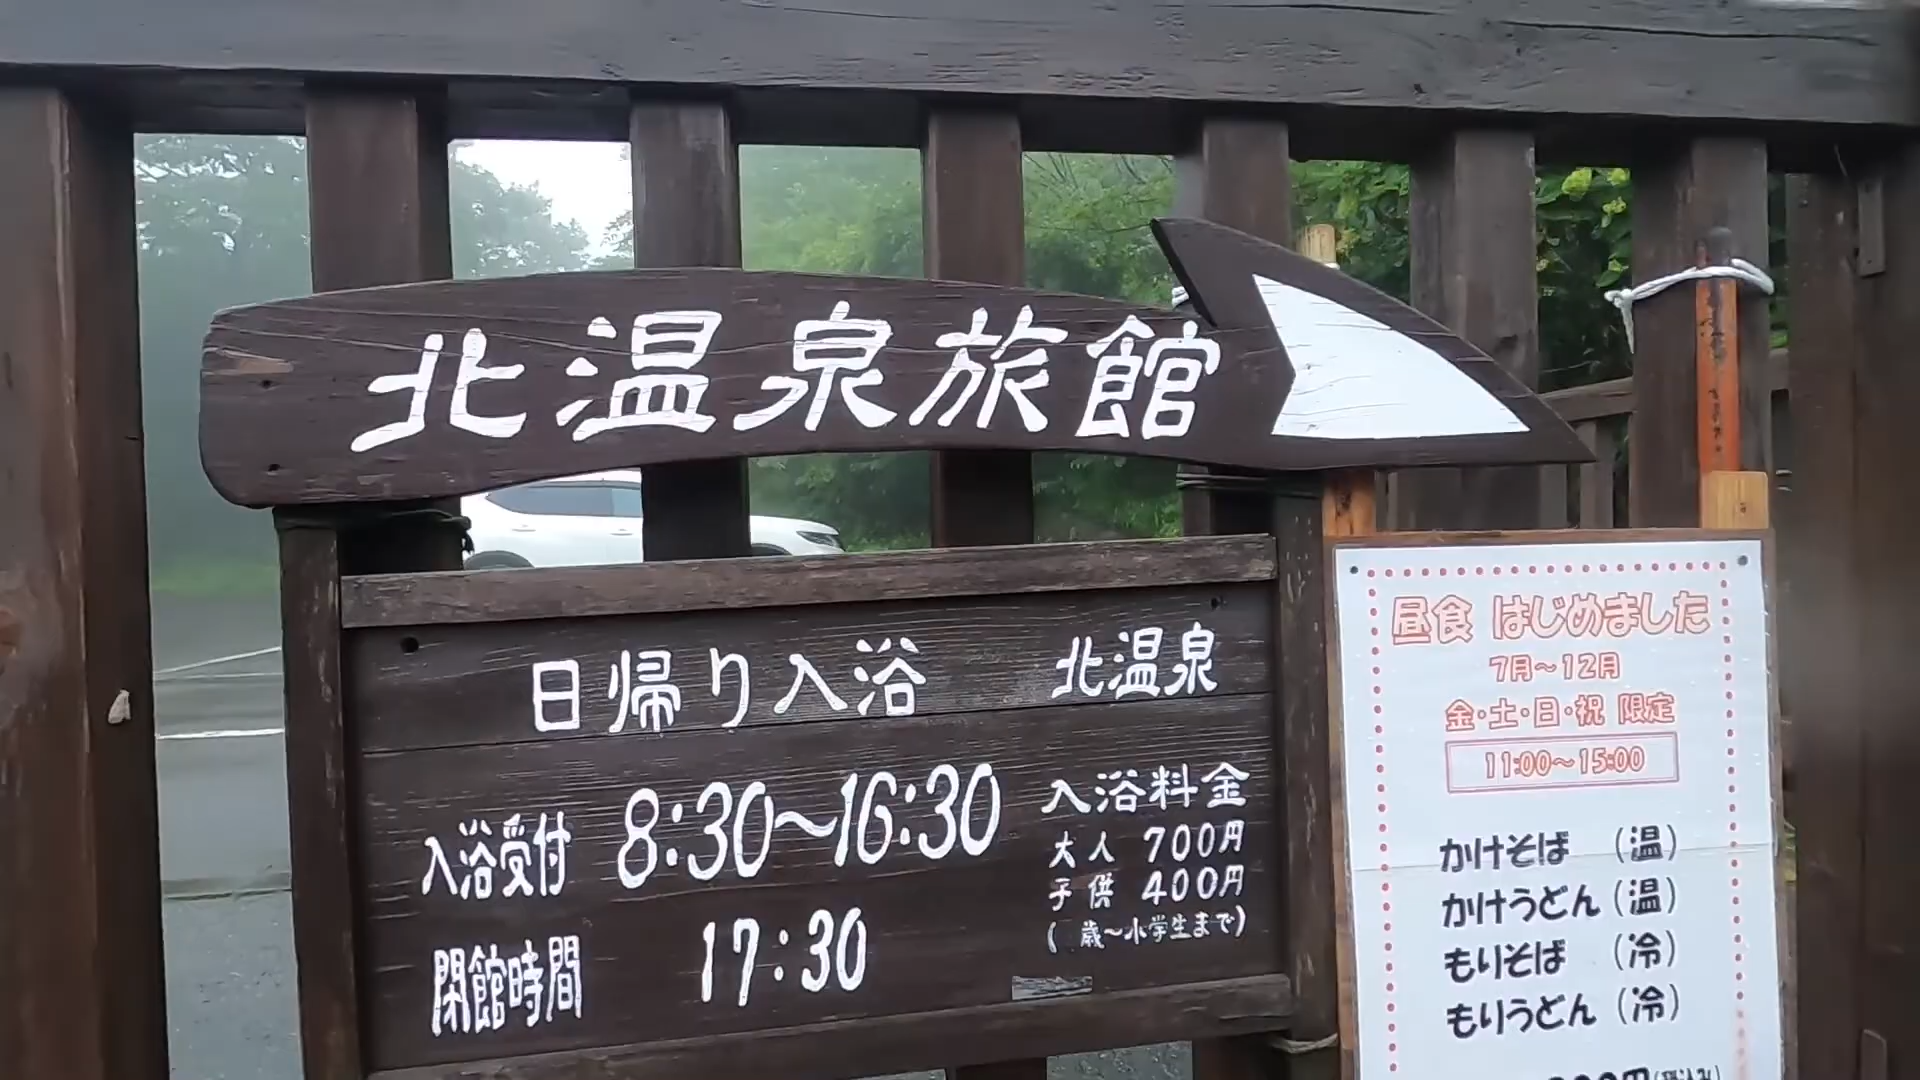 北温泉旅館
日帰り入浴 北温泉
入浴受付 8:30~16:30
閉館時間 17:30
入浴料金
大人 700円
子供 400円
( 歳~小学生まで)
昼食 はじめました
7月~12月
金・土・日・祝 限定
11:00~15:00
かけそば (温)
かけうどん (温)
もりそば (冷)
もりうどん (冷)